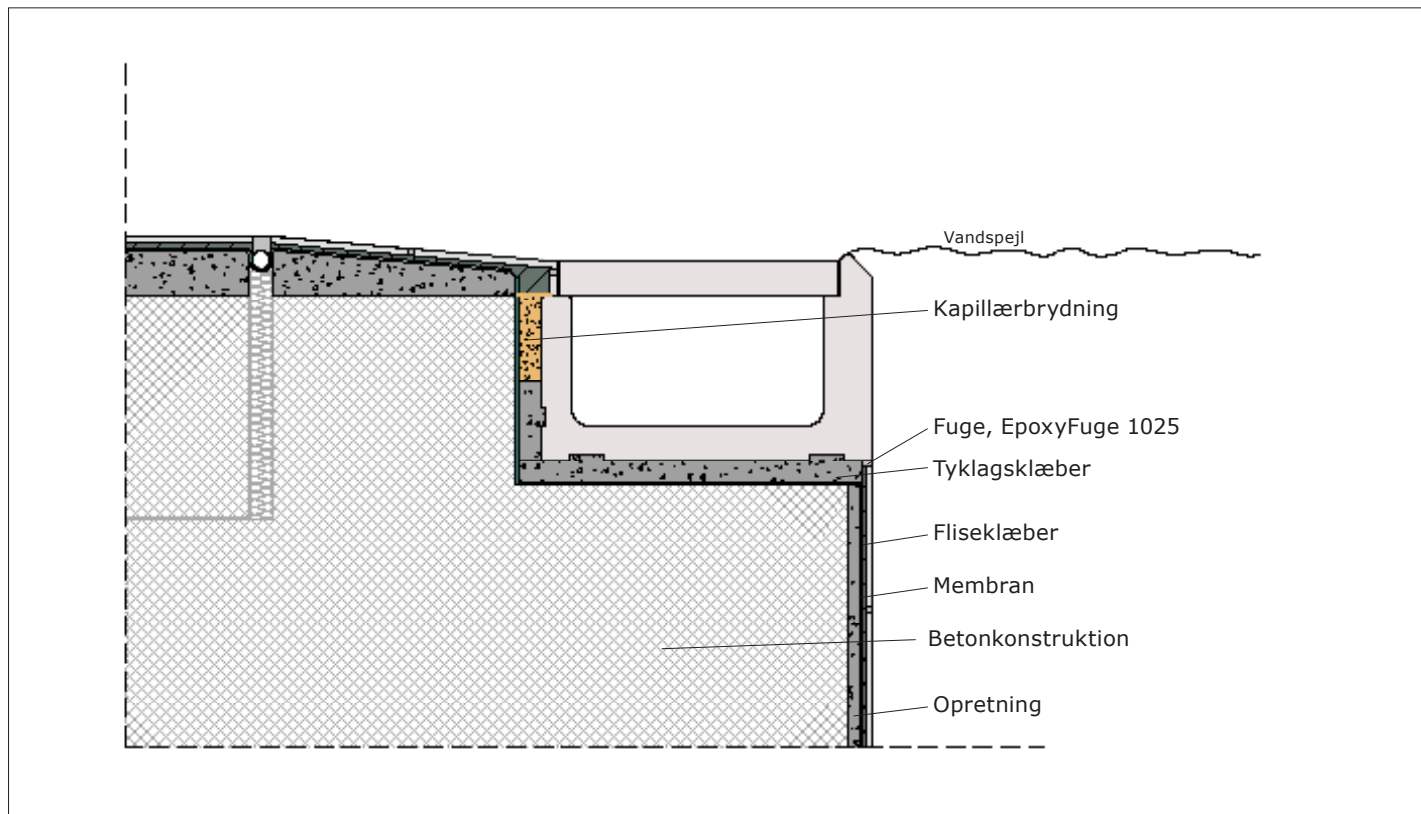 Vandspejl
Kapillærbrydning
Fuge, EpoxyFuge 1025
Tyklagsklæber
Fliseklæber
Membran
Betonkonstruktion
Opretning